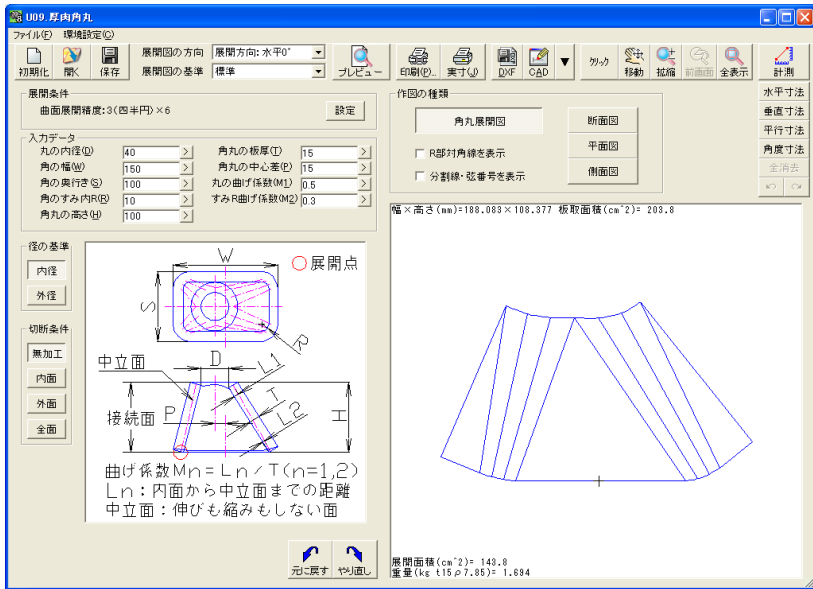 U09.厚肉角丸
ファイル(F) 環境設定(C)
初期化 開く 保存
展開図の方向 展開方向:水平0°
展開図の基準 標準
プレビュー 印刷(P).. 実寸(J) DXF CAD ▼ クリック 移動 拡縮 前画面 全表示 計測
展開条件
曲面展開精度:3(四半円)×6
設定
入力データ
丸の内径(D) 40 >
角の幅(W) 150 >
角の奥行き(S) 100 >
角のすみ内R(R) 10 >
角丸の高さ(H) 100 >
角丸の板厚(T) 15 >
角丸の中心差(P) 15 >
丸の曲げ係数(M1) 0.5 >
すみR曲げ係数(M2) 0.3 >
作図の種類
角丸展開図
R部対角線を表示
分割線・弦番号を表示
断面図
平面図
側面図
水平寸法
垂直寸法
平行寸法
角度寸法
全消去
径の基準
内径
外径
切断条件
無加工
内面
外面
全面
W
○展開点
S
R
中立面
D
L1
接続面
P
T
L2
H
曲げ係数Mn=Ln/T(n=1,2)
Ln:内面から中立面までの距離
中立面:伸びも縮みもしない面
元に戻す やり直し
幅×高さ(mm)=188.083×108.377 板取面積(cm^2)= 203.8
展開面積(cm^2)= 143.8
重量(kg t15ρ7.85)= 1.694